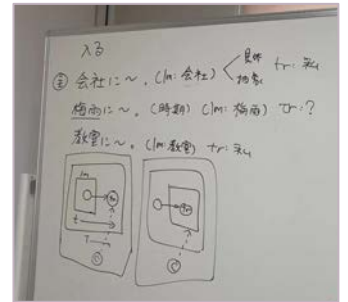 入る
会社に〜. (lm: 会社) 具体 tr: 私
抽象
梅雨に〜. (時期) (lm: 梅雨) Tr: ?
教室に〜. (lm: 教室) tr: 私
lm
tr
tr
t
T
C
C